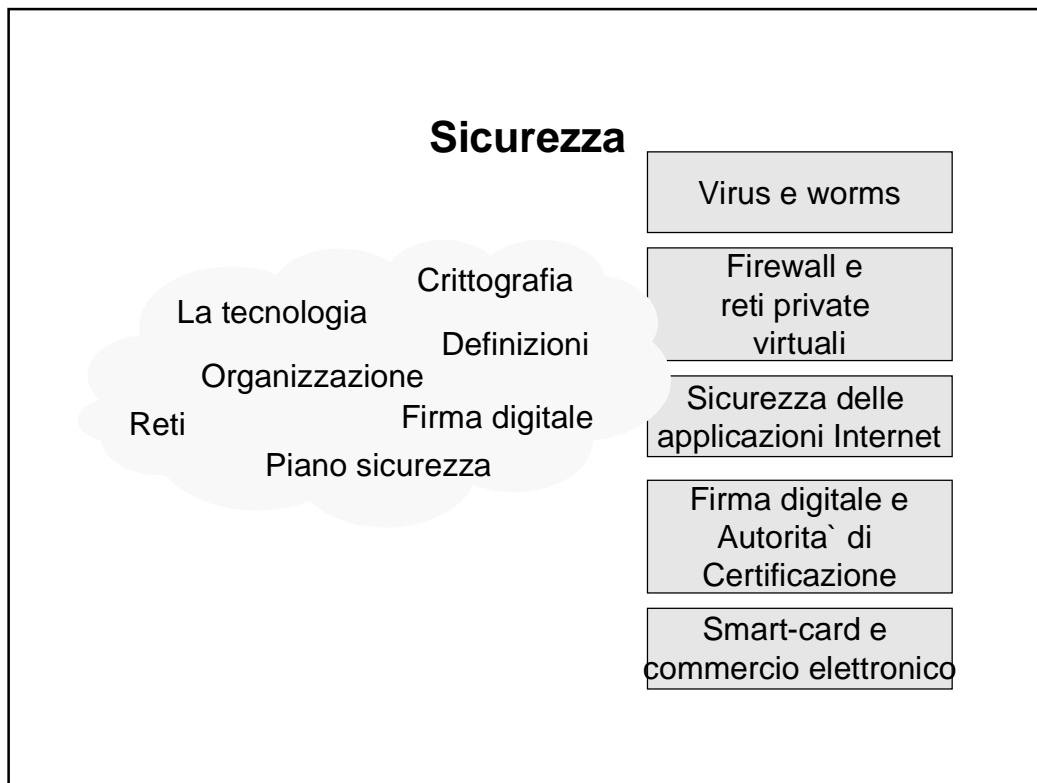 Sicurezza
Virus e worms
Firewall e
reti private
virtuali
Sicurezza delle
applicazioni Internet
Firma digitale e
Autorita` di
Certificazione
Smart-card e
commercio elettronico
Crittografia
La tecnologia
Definizioni
Organizzazione
Firma digitale
Reti
Piano sicurezza